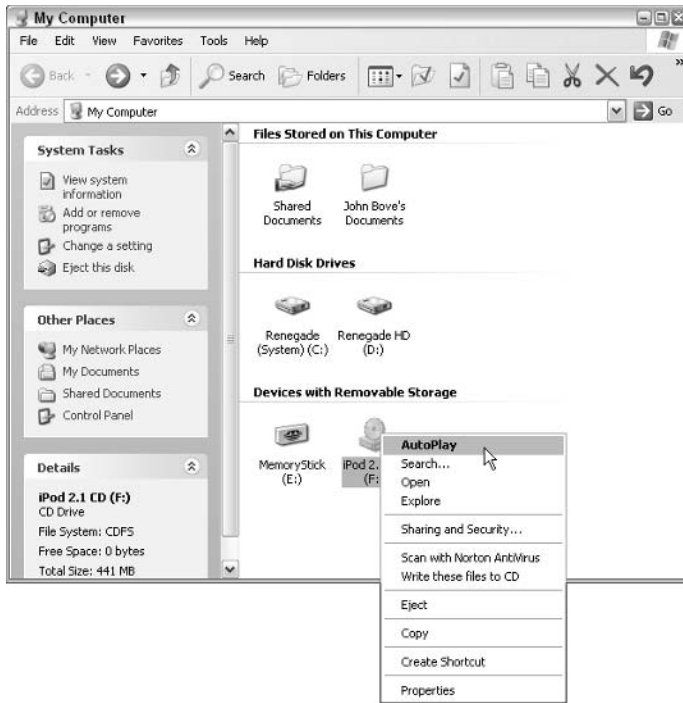 My Computer
File Edit View Favorites Tools Help
Back Search Folders »
Address My Computer Go
System Tasks
View system
information
Add or remove
programs
Change a setting
Eject this disk
Other Places
My Network Places
My Documents
Shared Documents
Control Panel
Details
iPod 2.1 CD (F:)
CD Drive
File System: CDFS
Free Space: 0 bytes
Total Size: 441 MB
Files Stored on This Computer
Shared
Documents
John Bove's
Documents
Hard Disk Drives
Renegade
(System) (C:)
Renegade HD
(D:)
Devices with Removable Storage
MemoryStick
(E:)
iPod 2.
(F:
AutoPlay
Search...
Open
Explore
Sharing and Security...
Scan with Norton AntiVirus
Write these files to CD
Eject
Copy
Create Shortcut
Properties